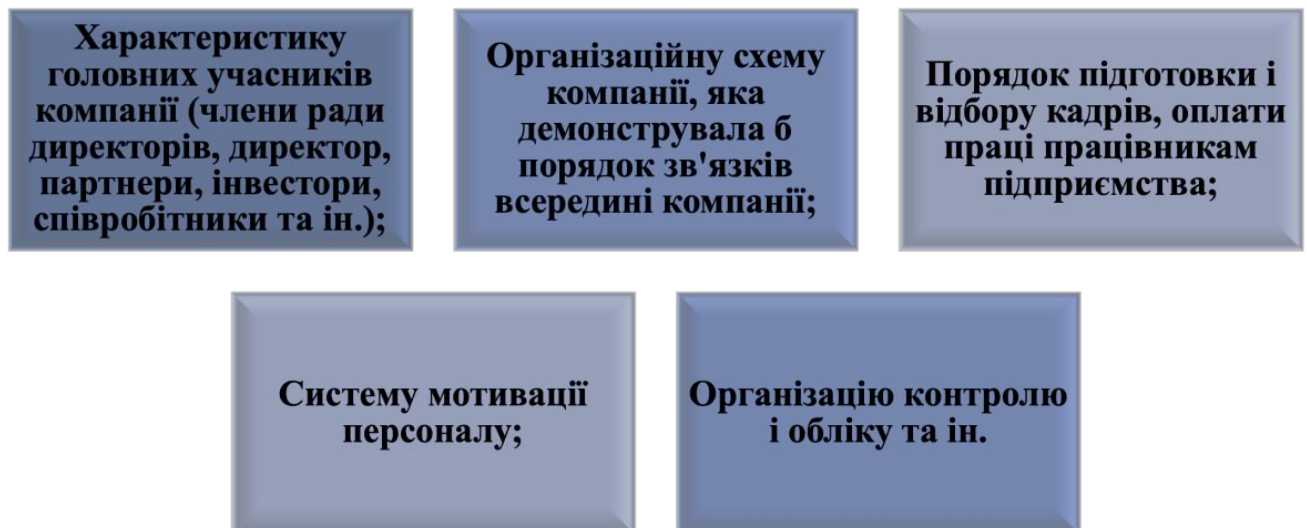 Характеристику
головних учасників
компанії (члени ради
директорів, директор,
партнери, інвестори,
співробітники та ін.);
Організаційну схему
компанії, яка
демонструвала б
порядок зв'язків
всередині компанії;
Порядок підготовки і
відбору кадрів, оплати
праці працівникам
підприємства;
Систему мотивації
персоналу;
Організацію контролю
і обліку та ін.